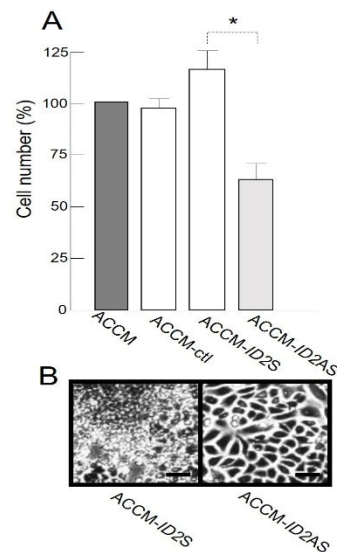 A
*
125
100
75
50
25
0
Cell number (%)
ACCM
ACCM-ctl
ACCM-ID2S
ACCM-ID2AS
B
ACCM-ID2S
ACCM-ID2AS